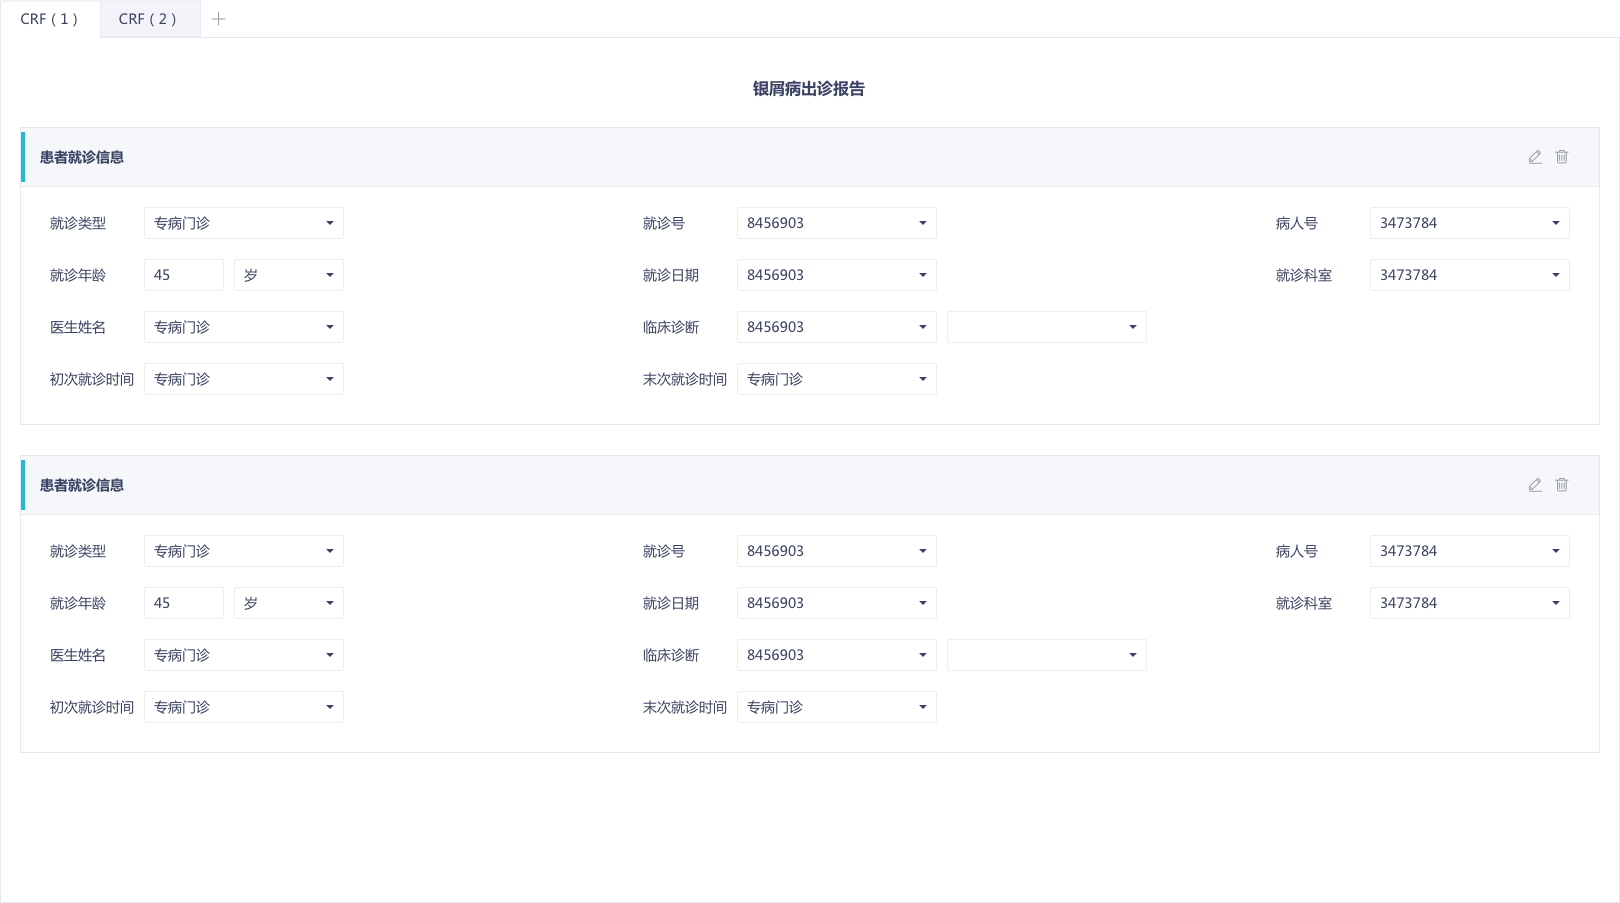 CRF ( 1 ) CRF ( 2 )
银屑病出诊报告
患者就诊信息
就诊类型 专病门诊 就诊号 8456903 病人号 3473784
就诊年龄 45 岁 就诊日期 8456903 就诊科室 3473784
医生姓名 专病门诊 临床诊断 8456903
初次就诊时间 专病门诊 末次就诊时间 专病门诊
患者就诊信息
就诊类型 专病门诊 就诊号 8456903 病人号 3473784
就诊年龄 45 岁 就诊日期 8456903 就诊科室 3473784
医生姓名 专病门诊 临床诊断 8456903
初次就诊时间 专病门诊 末次就诊时间 专病门诊